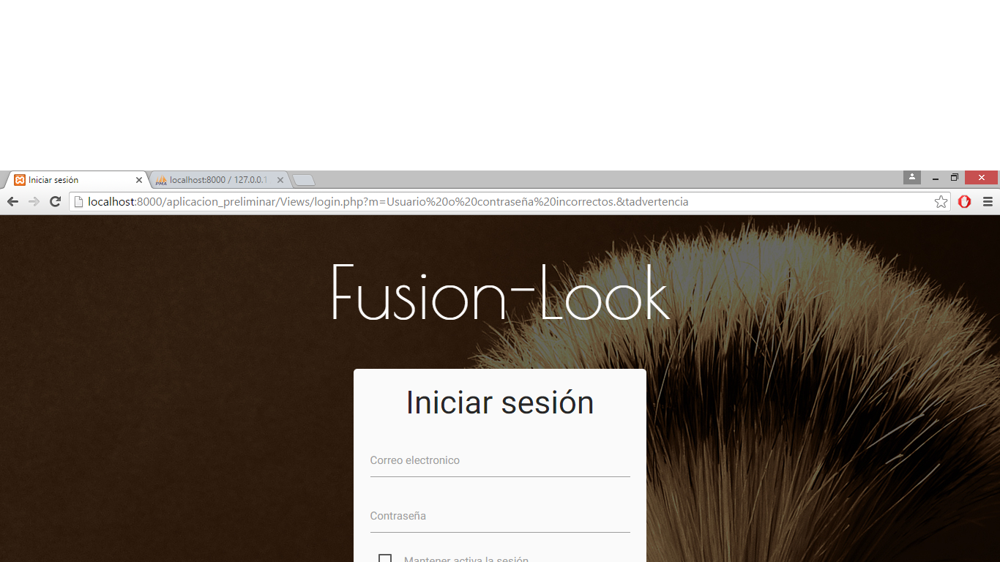 Iniciar sesión
PMA localhost:8000 / 127.0.0.1
localhost:8000/aplicacion_preliminar/Views/login.php?m=Usuario%20o%20contraseña%20incorrectos.&tadvertencia
Fusion-Look
Iniciar sesión
Correo electronico
Contraseña
Mantener activa la sesión